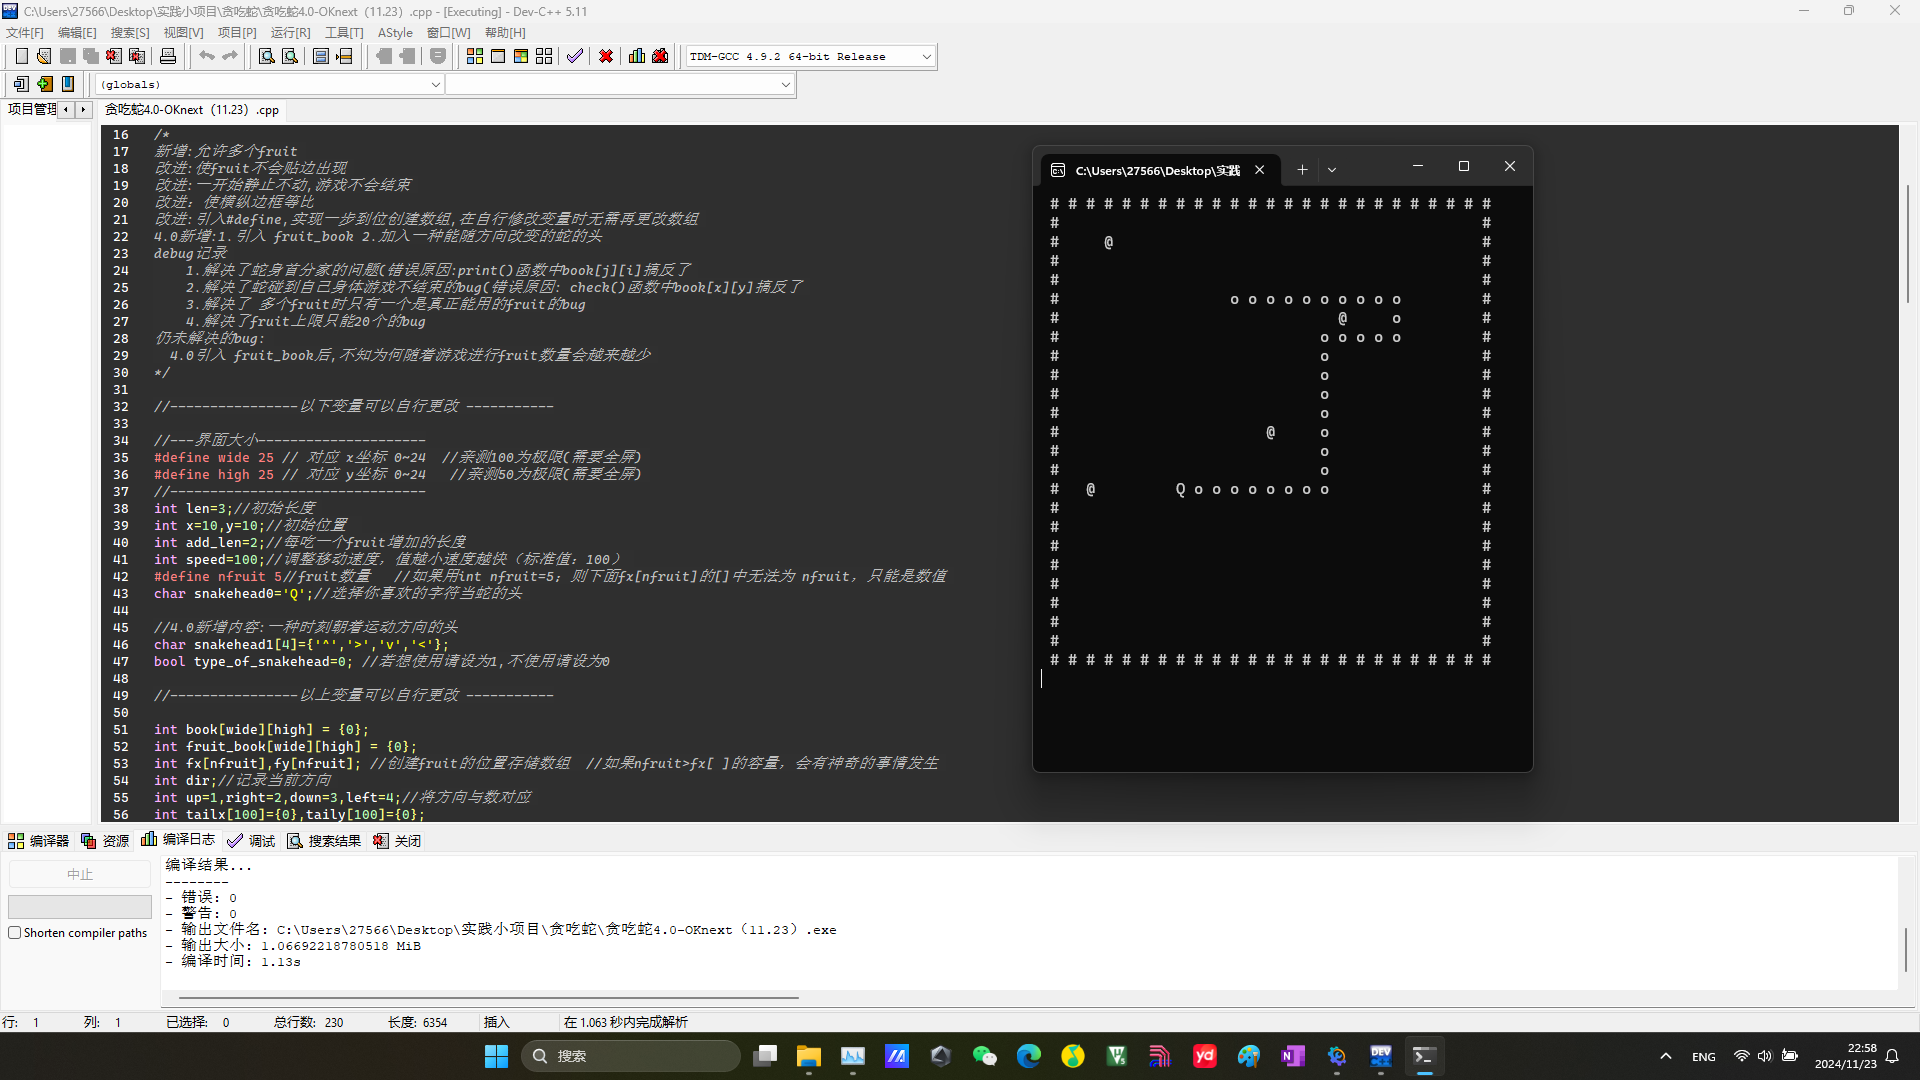 C:\Users\27566\Desktop\实践小项目\贪吃蛇\贪吃蛇4.0-OKnext（11.23）.cpp - [Executing] - Dev-C++ 5.11
文件[F] 编辑[E] 搜索[S] 视图[V] 项目[P] 运行[R] 工具[T] AStyle 窗口[W] 帮助[H]
TDM-GCC 4.9.2 64-bit Release
(globals)
项目管理
贪吃蛇4.0-OKnext（11.23）.cpp
16 /*
17 新增:允许多个fruit
18 改进:使fruit不会贴边出现
19 改进:一开始静止不动,游戏不会结束
20 改进: 使横纵边框等比
21 改进:引入#define,实现一步到位创建数组,在自行修改变量时无需再更改数组
22 4.0新增:1.引入 fruit_book 2.加入一种能随方向改变的蛇的头
23 debug记录
24 1.解决了蛇身首分家的问题(错误原因:print()函数中book[j][i]搞反了
25 2.解决了蛇碰到自己身体游戏不结束的bug(错误原因: check()函数中book[x][y]搞反了
26 3.解决了 多个fruit时只有一个是真正能用的fruit的bug
27 4.解决了fruit上限只能20个的bug
28 仍未解决的bug:
29 4.0引入 fruit_book后,不知为何随着游戏进行fruit数量会越来越少
30 */
31
32 //----------------以下变量可以自行更改 -----------
33
34 //---界面大小---------------------
35 #define wide 25 // 对应 x坐标 0~24 //亲测100为极限(需要全屏)
36 #define high 25 // 对应 y坐标 0~24 //亲测50为极限(需要全屏)
37 //--------------------------------
38 int len=3;//初始长度
39 int x=10,y=10;//初始位置
40 int add_len=2;//每吃一个fruit增加的长度
41 int speed=100;//调整移动速度, 值越小速度越快（标准值: 100）
42 #define nfruit 5//fruit数量 //如果用int nfruit=5; 则下面fx[nfruit]的[]中无法为 nfruit, 只能是数值
43 char snakehead0='Q';//选择你喜欢的字符当蛇的头
44
45 //4.0新增内容:一种时刻朝着运动方向的头
46 char snakehead1[4]={'^','>','v','<'};
47 bool type_of_snakehead=0; //若想使用请设为1,不使用请设为0
48
49 //----------------以上变量可以自行更改 -----------
50
51 int book[wide][high] = {0};
52 int fruit_book[wide][high] = {0};
53 int fx[nfruit],fy[nfruit]; //创建fruit的位置存储数组 //如果nfruit>fx[ ]的容量, 会有神奇的事情发生
54 int dir;//记录当前方向
55 int up=1,right=2,down=3,left=4;//将方向与数对应
56 int tailx[100]={0},taily[100]={0};
C:\Users\27566\Desktop\实践
# # # # # # # # # # # # # # # # # # # # # # # # #
# #
# @ #
# #
# #
# o o o o o o o o o o #
# @ o #
# o o o o o #
# o #
# o #
# o #
# o #
# @ o #
# o #
# o #
# @ Q o o o o o o o o #
# #
# #
# #
# #
# #
# #
# #
# #
# # # # # # # # # # # # # # # # # # # # # # # # #
编译器 资源 编译日志 调试 搜索结果 关闭
中止
Shorten compiler paths
编译结果...
--------
- 错误: 0
- 警告: 0
- 输出文件名: C:\Users\27566\Desktop\实践小项目\贪吃蛇\贪吃蛇4.0-OKnext（11.23）.exe
- 输出大小: 1.06692218780518 MiB
- 编译时间: 1.13s
行: 1 列: 1 已选择: 0 总行数: 230 长度: 6354 插入 在 1.063 秒内完成解析
搜索
yd
DEV
ENG
22:58
2024/11/23